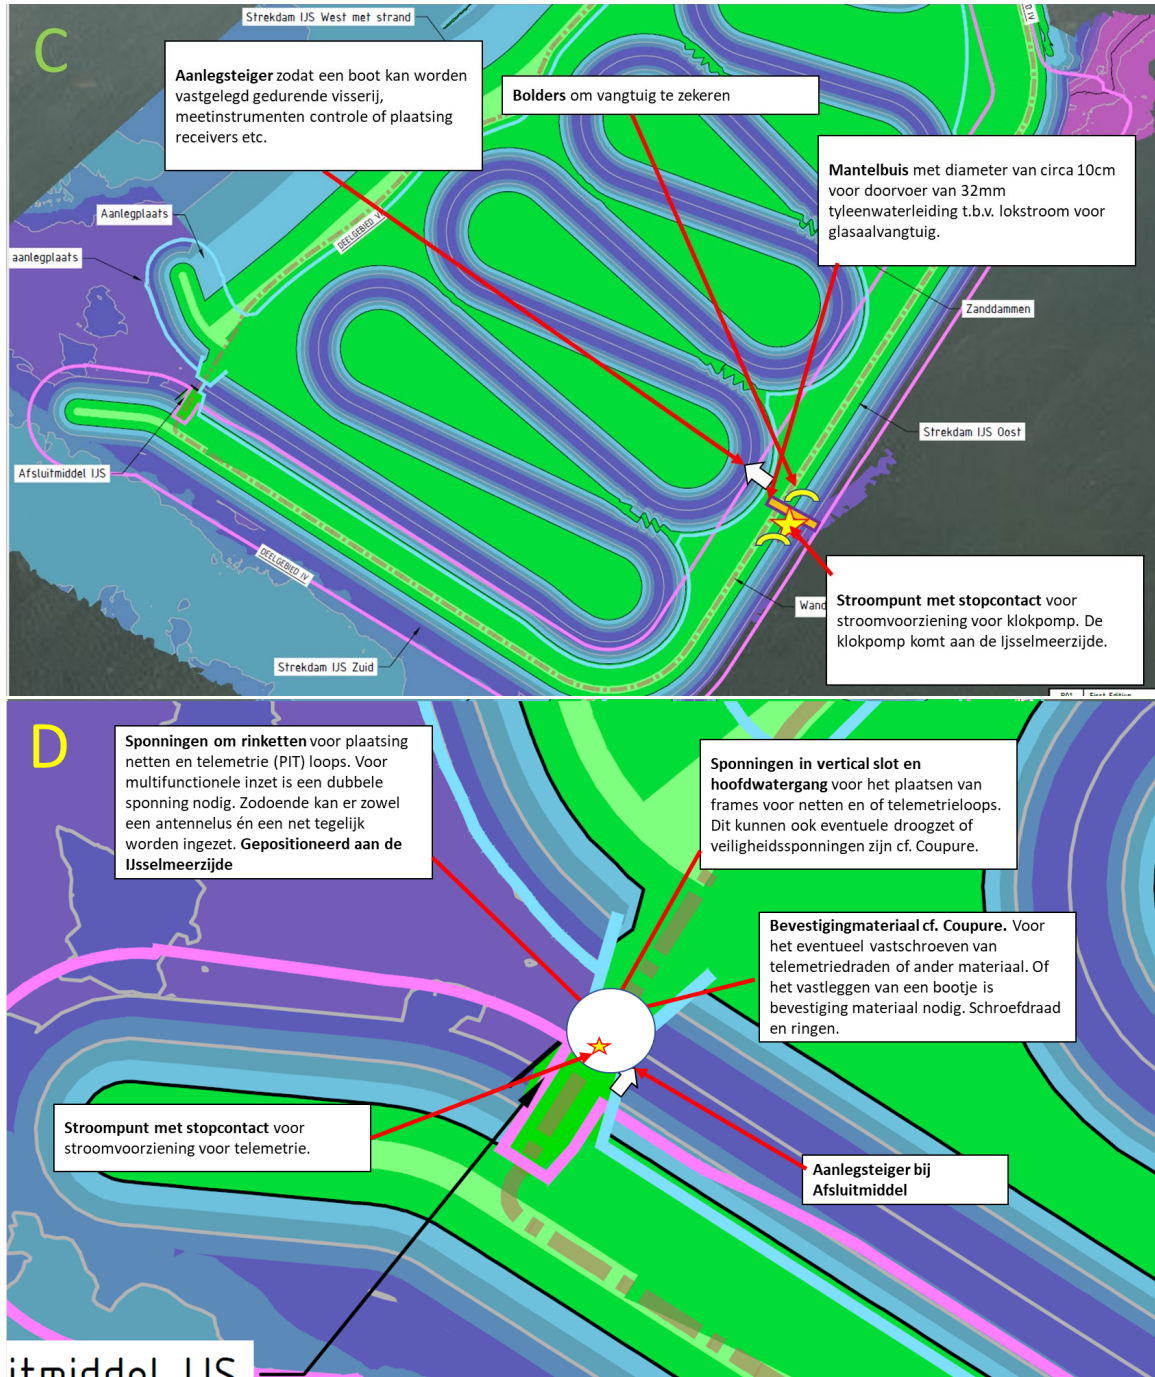 C
Strekdam IJS West met strand
Aanlegsteiger zodat een boot kan worden
vastgelegd gedurende visserij,
meetinstrumenten controle of plaatsing
receivers etc.
Bolders om vangtuig te zekeren
Mantelbuis met diameter van circa 10cm
voor doorvoer van 32mm
tyleenwaterleiding t.b.v. lokstroom voor
glasaalvangtuig.
Aanlegplaats
aanlegplaats
DEELGEBIED V
Zanddammen
Strekdam IJS Oost
Afsluitmiddel IJS
DEELGEBIED IV
Wand
Stroompunt met stopcontact voor
stroomvoorziening voor klokpomp. De
klokpomp komt aan de Ijsselmeerzijde.
Strekdam IJS Zuid
D
Sponningen om rinketten voor plaatsing
netten en telemetrie (PIT) loops. Voor
multifunctionele inzet is een dubbele
sponning nodig. Zodoende kan er zowel
een antennelus én een net tegelijk
worden ingezet. Gepositioneerd aan de
IJsselmeerzijde
Sponningen in vertical slot en
hoofdwatergang voor het plaatsen van
frames voor netten en of telemetrieloops.
Dit kunnen ook eventuele droogzet of
veiligheidssponningen zijn cf. Coupure.
Bevestigingmateriaal cf. Coupure. Voor
het eventueel vastschroeven van
telemetriedraden of ander materiaal. Of
het vastleggen van een bootje is
bevestiging materiaal nodig. Schroefdraad
en ringen.
Stroompunt met stopcontact voor
stroomvoorziening voor telemetrie.
Aanlegsteiger bij
Afsluitmiddel
itmiddel IJS